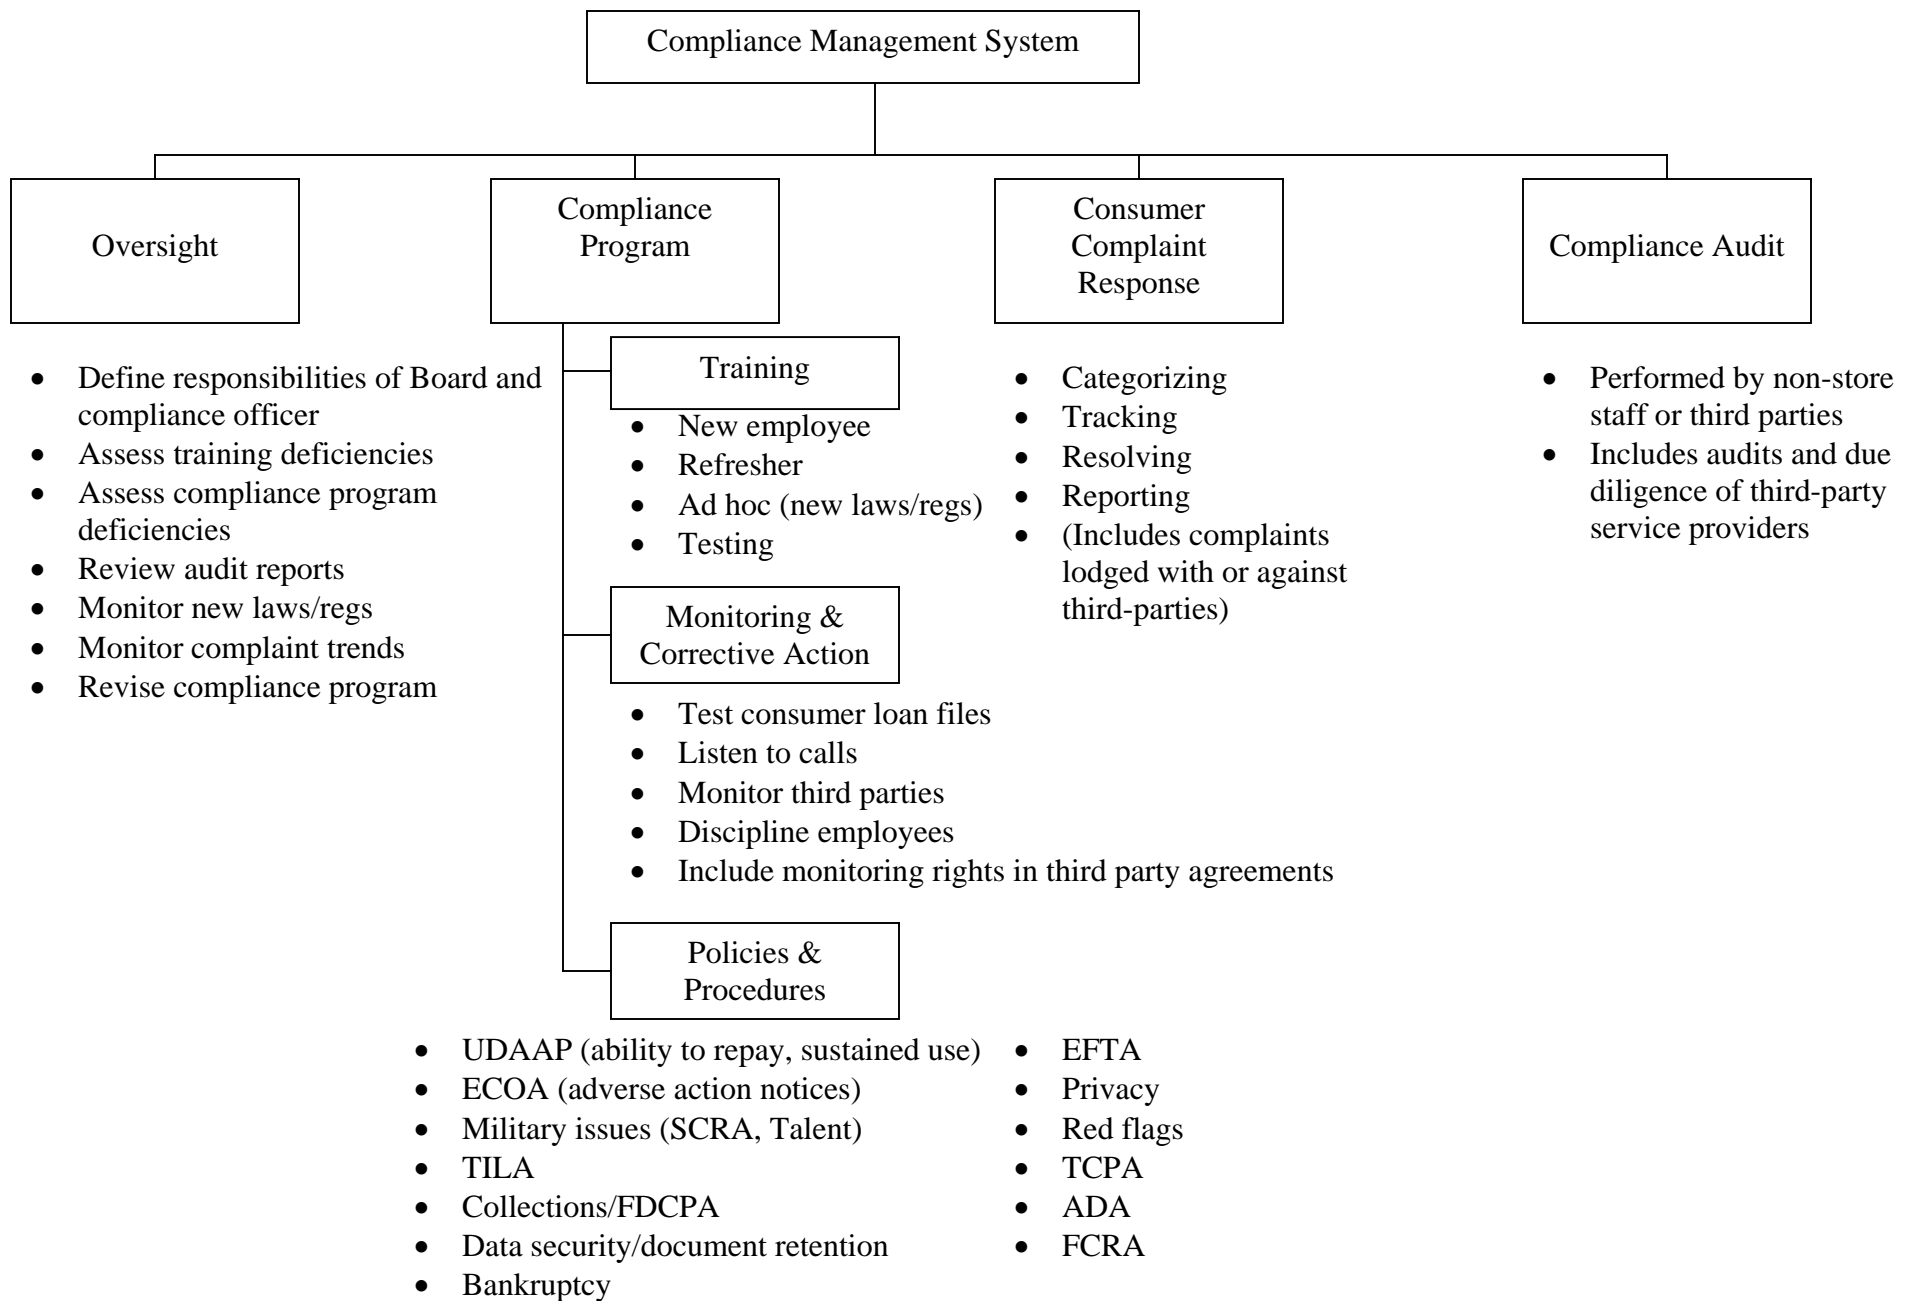 Compliance Management System
Oversight
Compliance
Program
Consumer
Complaint
Response
Compliance Audit
• Define responsibilities of Board and
compliance officer
• Assess training deficiencies
• Assess compliance program
deficiencies
• Review audit reports
• Monitor new laws/regs
• Monitor complaint trends
• Revise compliance program
Training
• New employee
• Refresher
• Ad hoc (new laws/regs)
• Testing
Monitoring &
Corrective Action
• Test consumer loan files
• Listen to calls
• Monitor third parties
• Discipline employees
• Include monitoring rights in third party agreements
Policies &
Procedures
• UDAAP (ability to repay, sustained use)
• ECOA (adverse action notices)
• Military issues (SCRA, Talent)
• TILA
• Collections/FDCPA
• Data security/document retention
• Bankruptcy
• EFTA
• Privacy
• Red flags
• TCPA
• ADA
• FCRA
• Categorizing
• Tracking
• Resolving
• Reporting
• (Includes complaints
lodged with or against
third-parties)
• Performed by non-store
staff or third parties
• Includes audits and due
diligence of third-party
service providers